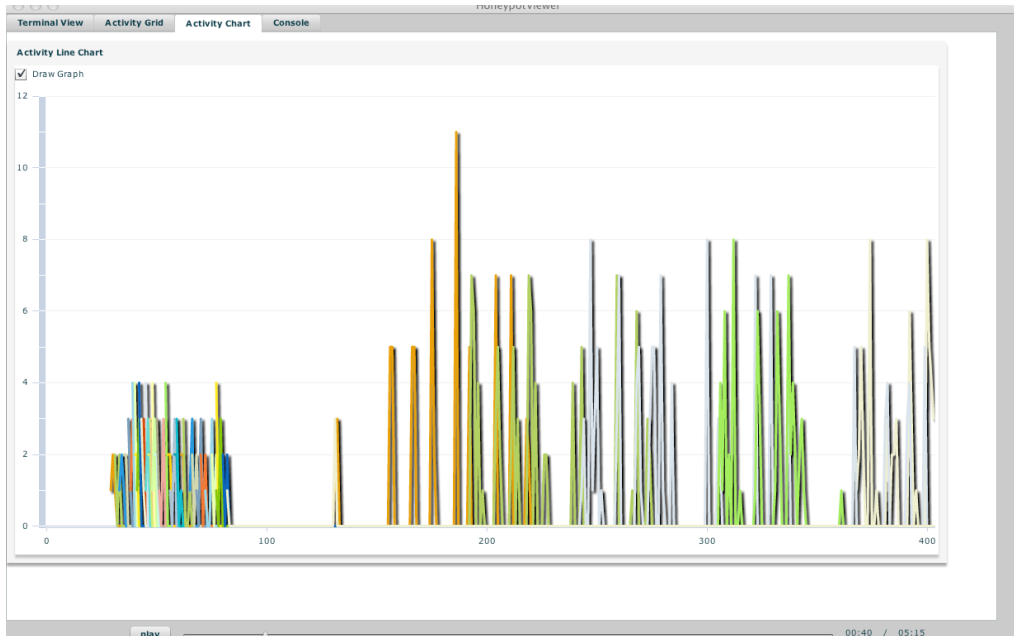 HoneypotViewer
Terminal View Activity Grid Activity Chart Console
Activity Line Chart
Draw Graph
12
10
8
6
4
2
0
0 100 200 300 400
play 00:40 / 05:15